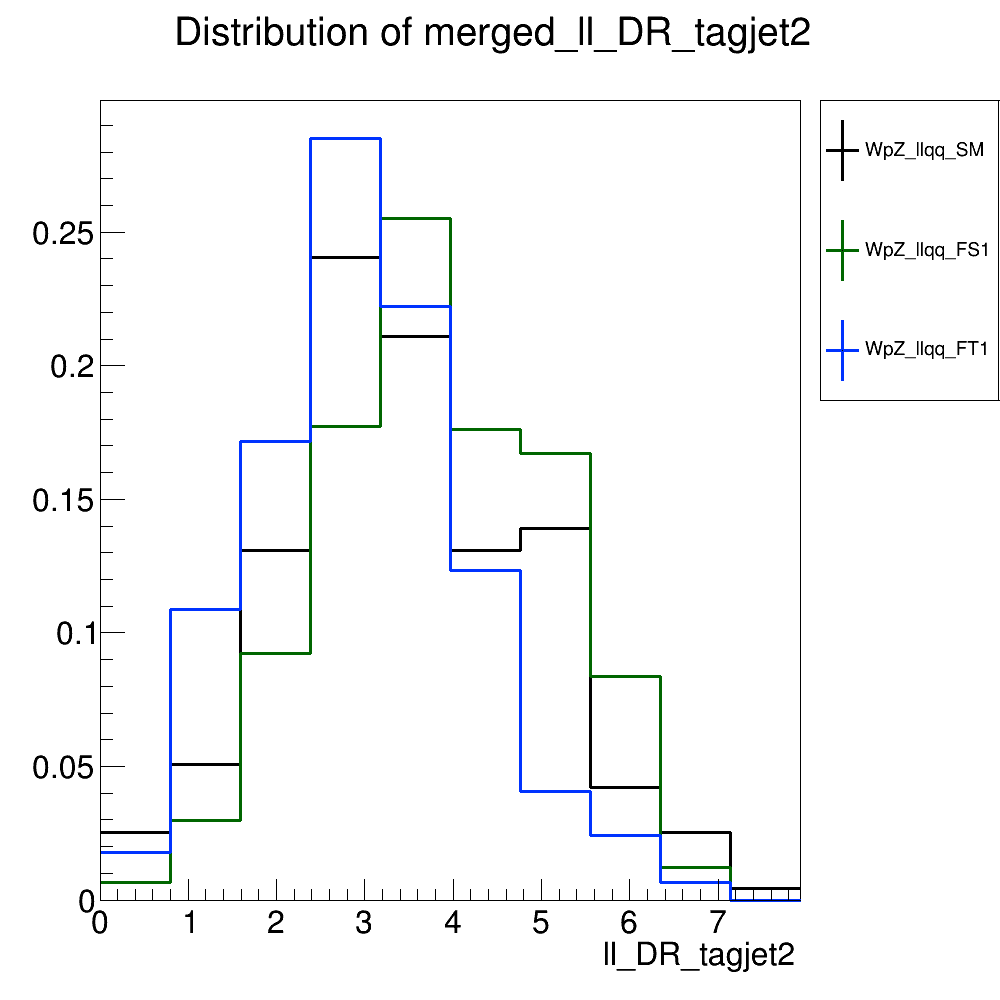 Distribution of merged_ll_DR_tagjet2
WpZ_llqq_SM
WpZ_llqq_FS1
WpZ_llqq_FT1
0.25
0.2
0.15
0.1
0.05
0
0 1 2 3 4 5 6 7
ll_DR_tagjet2